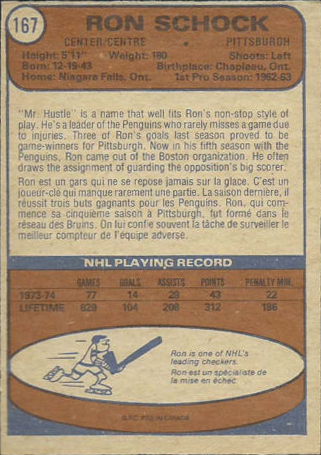 167
RON SCHOCK
CENTER/CENTRE PITTSBURGH
Height: 5'11" Weight: 180 Shoots: Left
Born: 12-19-43 Birthplace: Chapleau, Ont.
Home: Niagara Falls, Ont. 1st Pro Season: 1962-63
"Mr. Hustle" is a name that well fits Ron's non-stop style of
play. He's a leader of the Penguins who rarely misses a game due
to injuries. Three of Ron's goals last season proved to be
game-winners for Pittsburgh. Now in his fifth season with the
Penguins, Ron came out of the Boston organization. He often
draws the assignment of guarding the opposition's big scorer.
Ron est un gars qui ne se repose jamais sur la glace. C'est un
joueur-clé qui manque rarement une partie. La saison dernière, il
réussit trois buts gagnants pour les Penguins. Ron, qui com-
mence sa cinquième saison à Pittsburgh, fut formé dans le
réseau des Bruins. On lui confie souvent la tâche de surveiller le
meilleur compteur de l'équipe adverse.
NHL PLAYING RECORD
GAMES GOALS ASSISTS POINTS PENALTY MIN.
1973-74 77 14 29 43 22
LIFETIME 829 104 208 312 186
Ron is one of NHL's
leading checkers.
Ron est un spécialiste de
la mise en échec.
O.P.C. IN CANADA